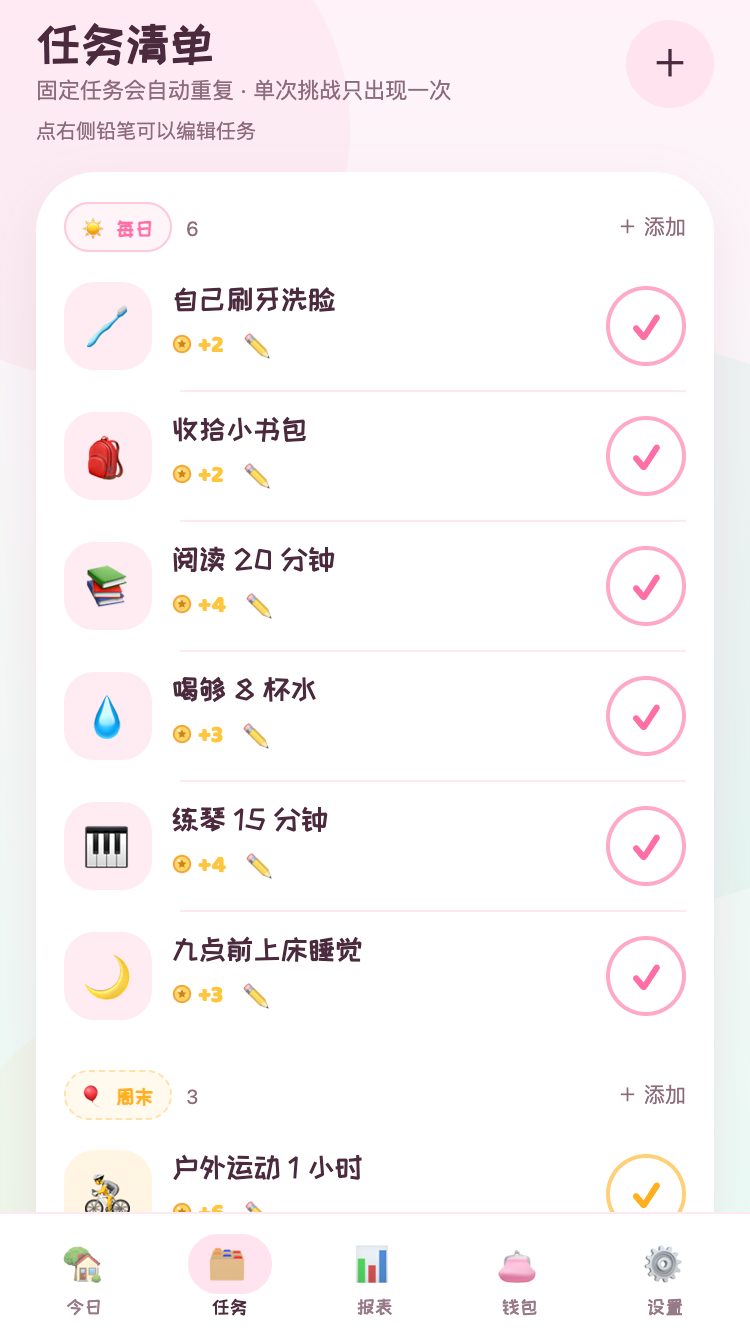 任务清单
固定任务会自动重复 · 单次挑战只出现一次
点右侧铅笔可以编辑任务
每日 6 + 添加
自己刷牙洗脸
+2
收拾小书包
+2
阅读 20 分钟
+4
喝够 8 杯水
+3
练琴 15 分钟
+4
九点前上床睡觉
+3
周末 3 + 添加
户外运动 1 小时
+6
今日 任务 报表 钱包 设置